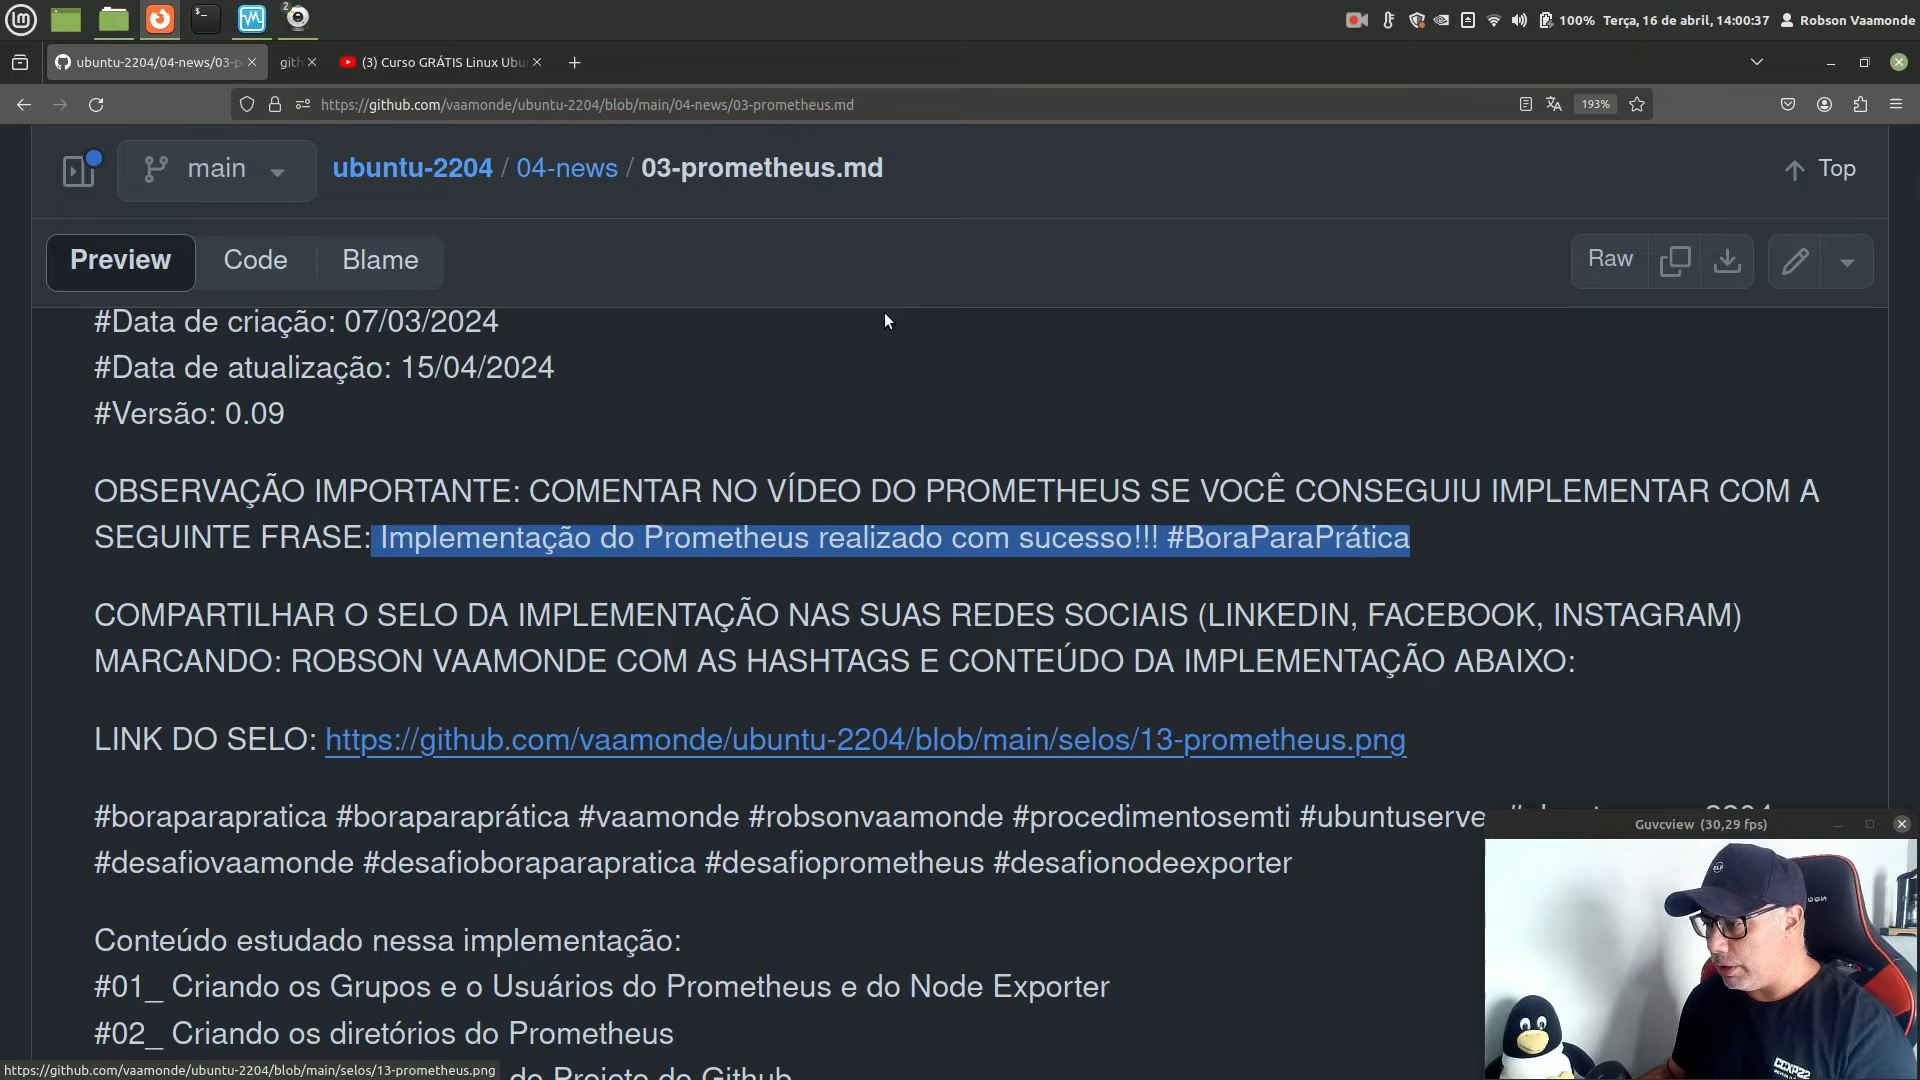 2
100% Terça, 16 de abril, 14:00:37 Robson Vaamonde
ubuntu-2204/04-news/03-p
gith
(3) Curso GRÁTIS Linux Ubu
https://github.com/vaamonde/ubuntu-2204/blob/main/04-news/03-prometheus.md
193%
main
ubuntu-2204 / 04-news / 03-prometheus.md
Top
Preview Code Blame
Raw
#Data de criação: 07/03/2024
#Data de atualização: 15/04/2024
#Versão: 0.09
OBSERVAÇÃO IMPORTANTE: COMENTAR NO VÍDEO DO PROMETHEUS SE VOCÊ CONSEGUIU IMPLEMENTAR COM A
SEGUINTE FRASE: Implementação do Prometheus realizado com sucesso!!! #BoraParaPrática
COMPARTILHAR O SELO DA IMPLEMENTAÇÃO NAS SUAS REDES SOCIAIS (LINKEDIN, FACEBOOK, INSTAGRAM)
MARCANDO: ROBSON VAAMONDE COM AS HASHTAGS E CONTEÚDO DA IMPLEMENTAÇÃO ABAIXO:
LINK DO SELO: https://github.com/vaamonde/ubuntu-2204/blob/main/selos/13-prometheus.png
#boraparapratica #boraparaprática #vaamonde #robsonvaamonde #procedimentosemti #ubuntuserve
#desafiovaamonde #desafioboraparapratica #desafioprometheus #desafionodeexporter
Guvcview (30,29 fps)
Conteúdo estudado nessa implementação:
#01_ Criando os Grupos e o Usuários do Prometheus e do Node Exporter
#02_ Criando os diretórios do Prometheus
do Projeto do Github
https://github.com/vaamonde/ubuntu-2204/blob/main/selos/13-prometheus.png
CCXP22